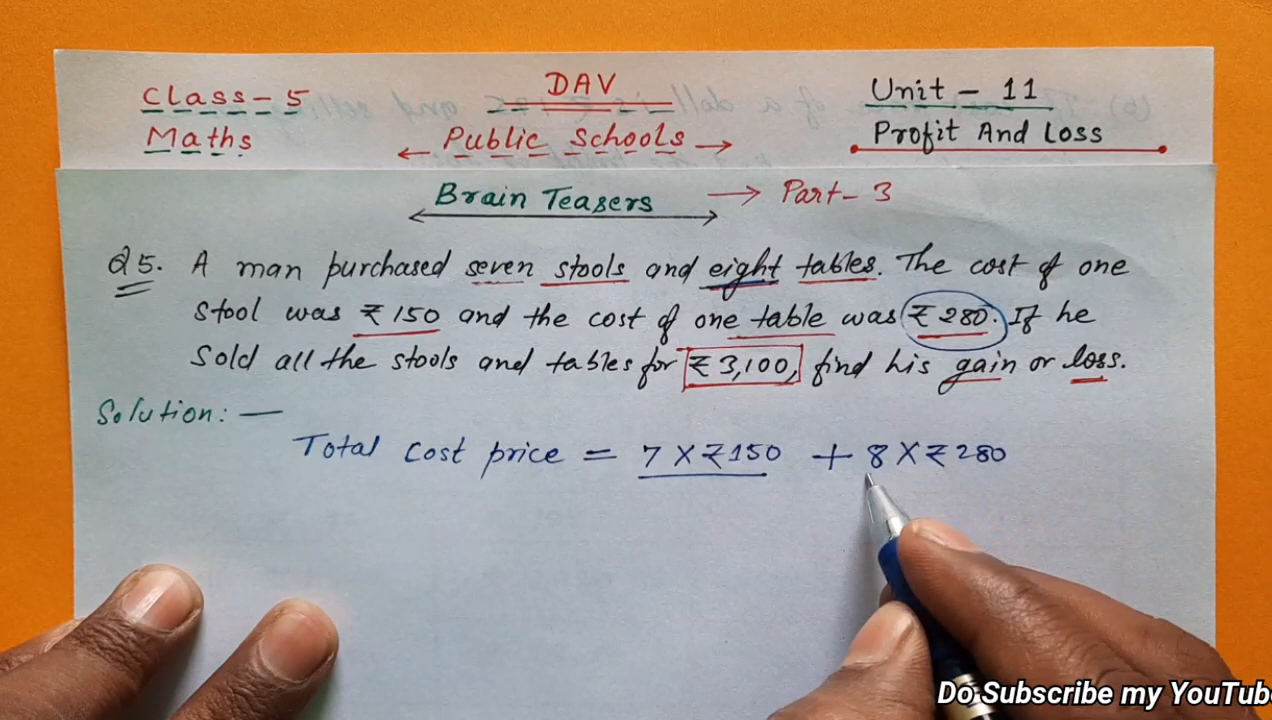 Class-5 DAV Unit - 11
Maths Public Schools Profit And Loss
Brain Teasers → Part-3
Q5. A man purchased seven stools and eight tables. The cost of one
stool was ₹150 and the cost of one table was ₹280. If he
Sold all the stools and tables for ₹3,100, find his gain or loss.
Solution:—
Total cost price = 7 X ₹150 + 8 X ₹280
Do Subscribe my YouTub